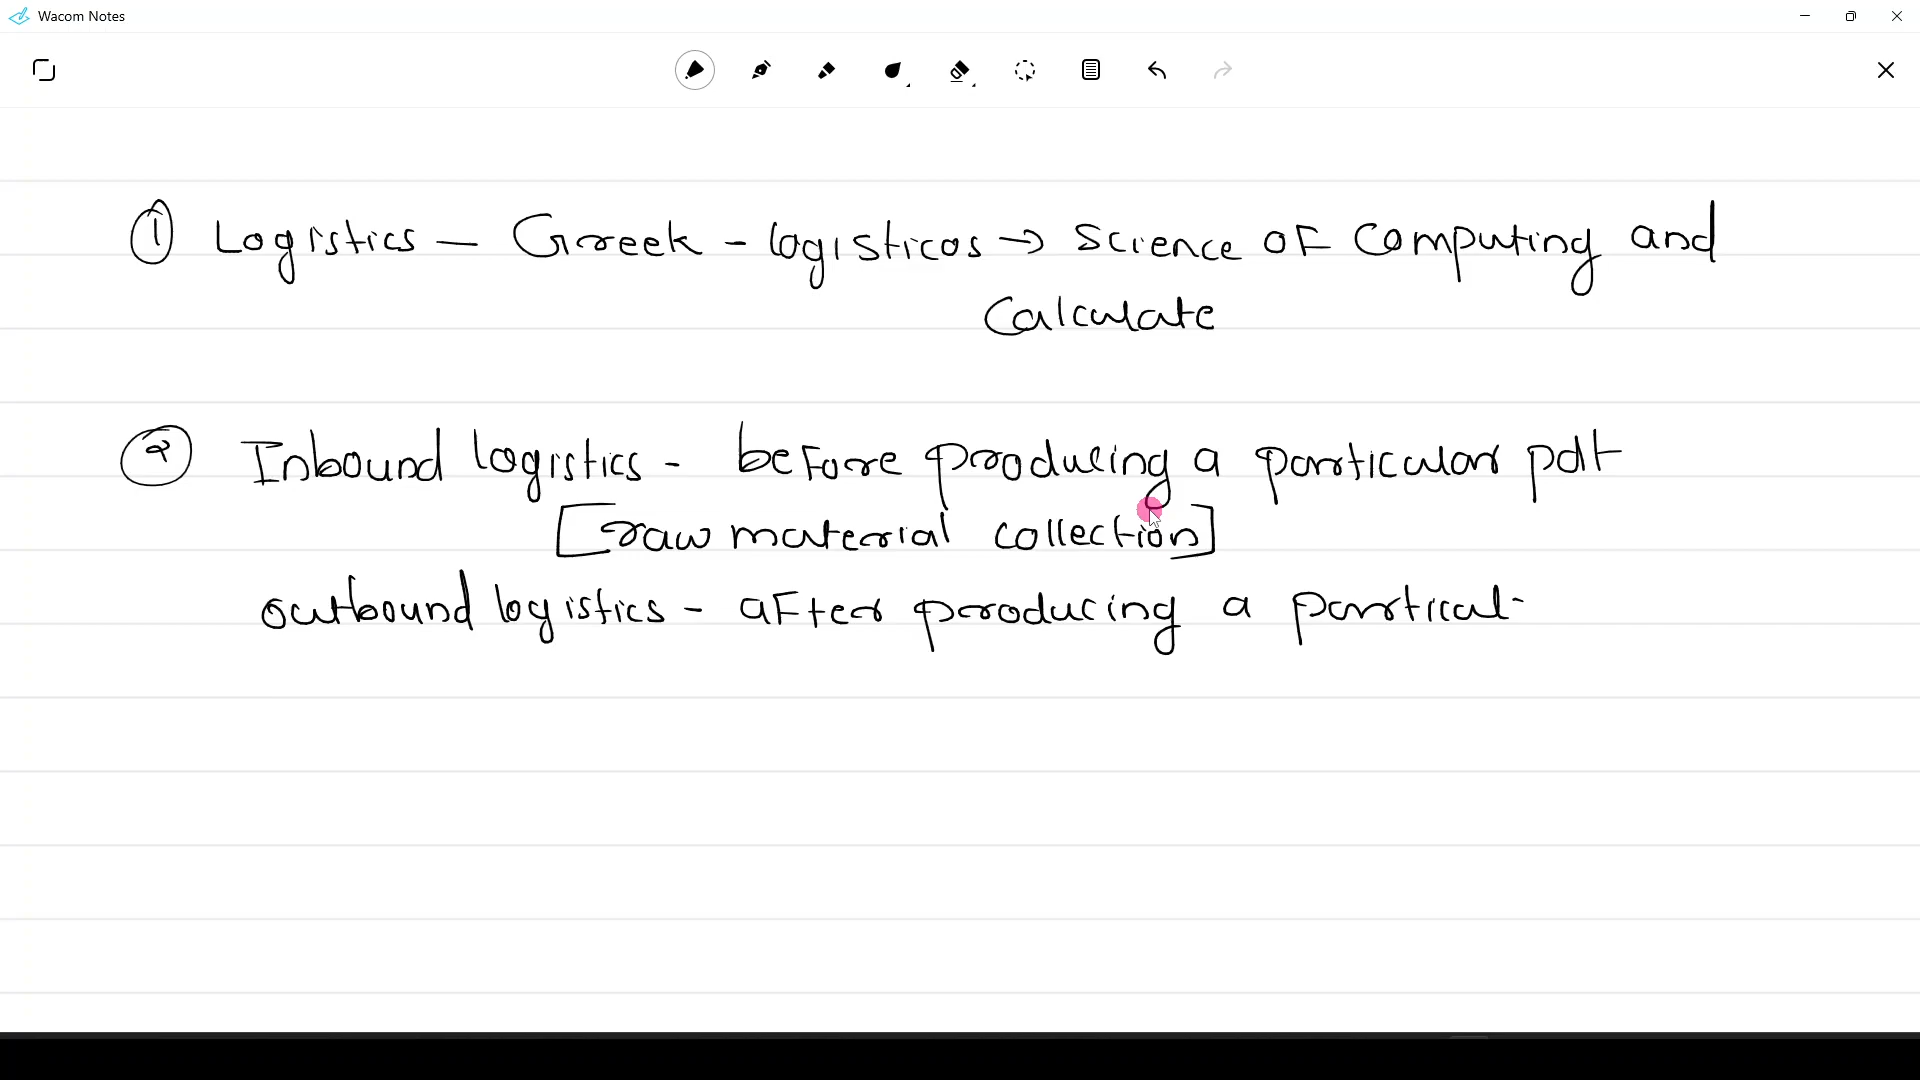 Wacom Notes
① Logistics — Greek - logisticos → Science of Computing and
Calculate
② Inbound logistics - before producing a particular pdt
[raw material collection]
outbound logistics - after producing a particul-